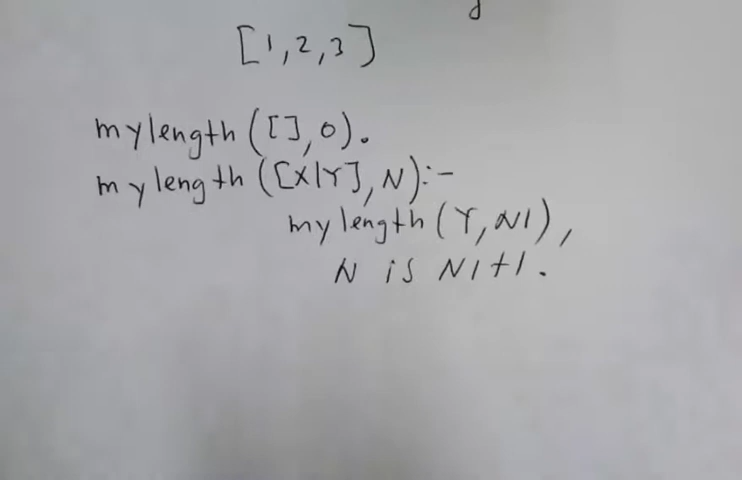 [1,2,3]
mylength([],0).
mylength([X|Y],N):-
mylength(Y,N1),
N is N1+1.